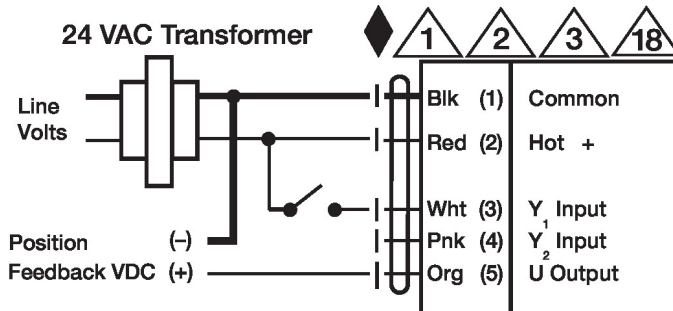 24 VAC Transformer
1 2 3 18
Line
Volts
Blk (1) Common
Red (2) Hot +
Wht (3) Y1 Input
Pnk (4) Y2 Input
Org (5) U Output
Position (–)
Feedback VDC (+)